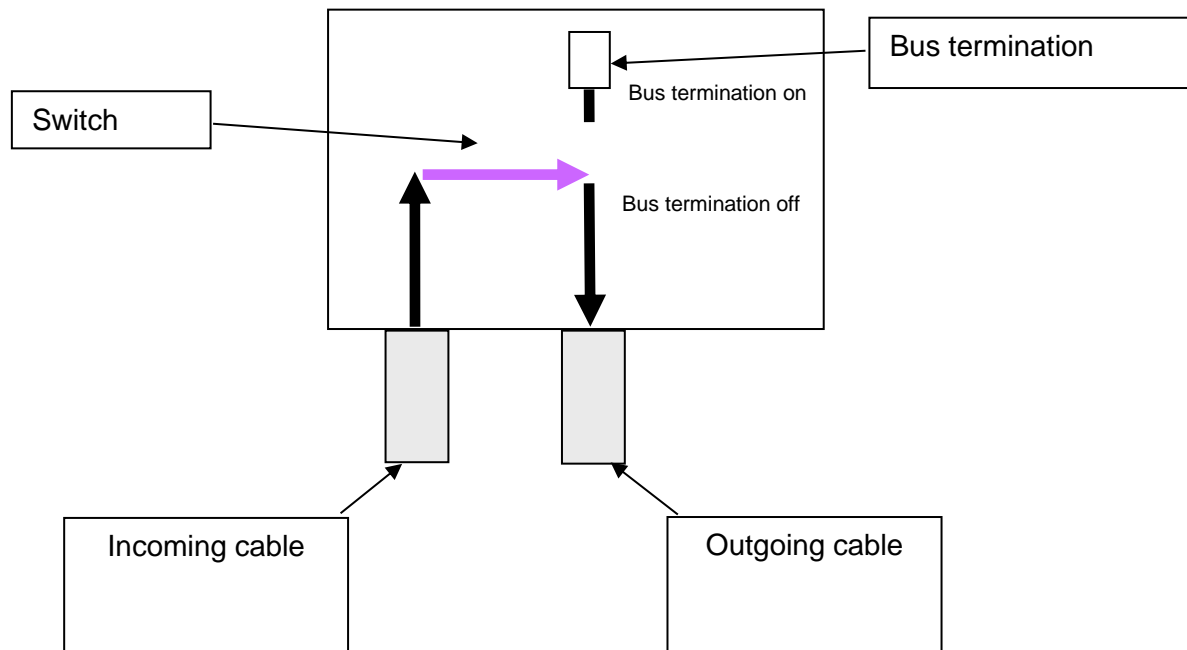 Bus termination
Bus termination on
Switch
Bus termination off
Incoming cable
Outgoing cable